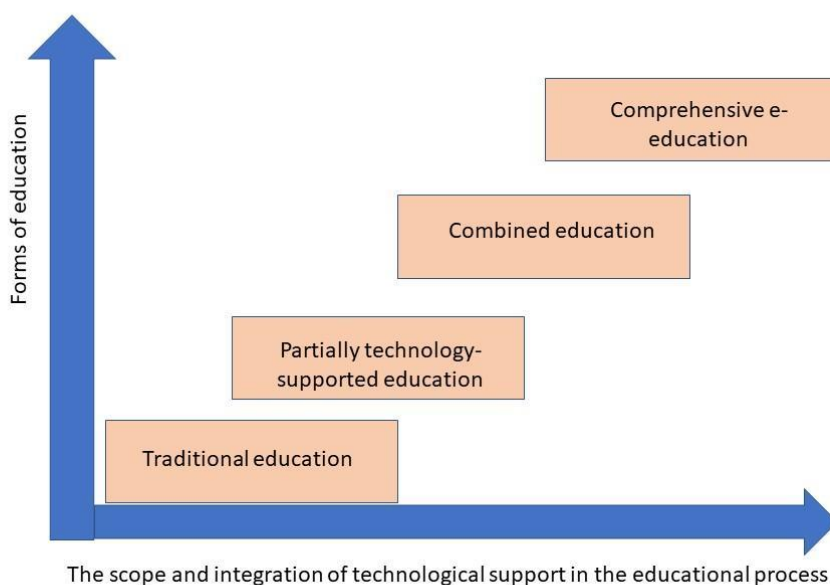 Forms of education
Comprehensive e-
education
Combined education
Partially technology-
supported education
Traditional education
The scope and integration of technological support in the educational process